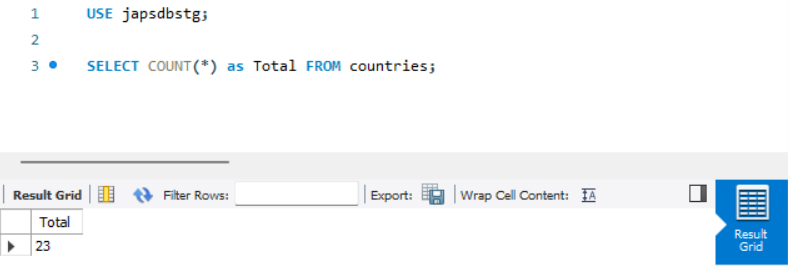 1 USE japsdbstg;
2
3 SELECT COUNT(*) as Total FROM countries;
Result Grid Filter Rows: Export: Wrap Cell Content: IA
Total
23
Result
Grid